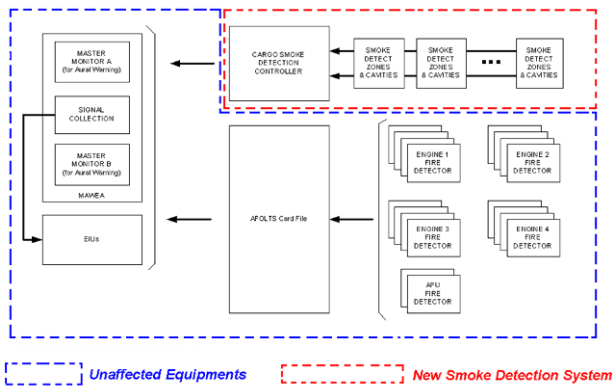 MASTER
MONITOR A
(for Aural Warning)
SIGNAL
COLLECTION
MASTER
MONITOR B
(for Aural Warning)
MAWEA
EIUs
CARGO SMOKE
DETECTION
CONTROLLER
SMOKE
DETECT
ZONES
& CAVITIES
SMOKE
DETECT
ZONES
& CAVITIES
SMOKE
DETECT
ZONES
& CAVITIES
AFOLTS Card File
ENGINE 1
FIRE
DETECTOR
ENGINE 2
FIRE
DETECTOR
ENGINE 3
FIRE
DETECTOR
ENGINE 4
FIRE
DETECTOR
APU
FIRE
DETECTOR
Unaffected Equipments
New Smoke Detection System